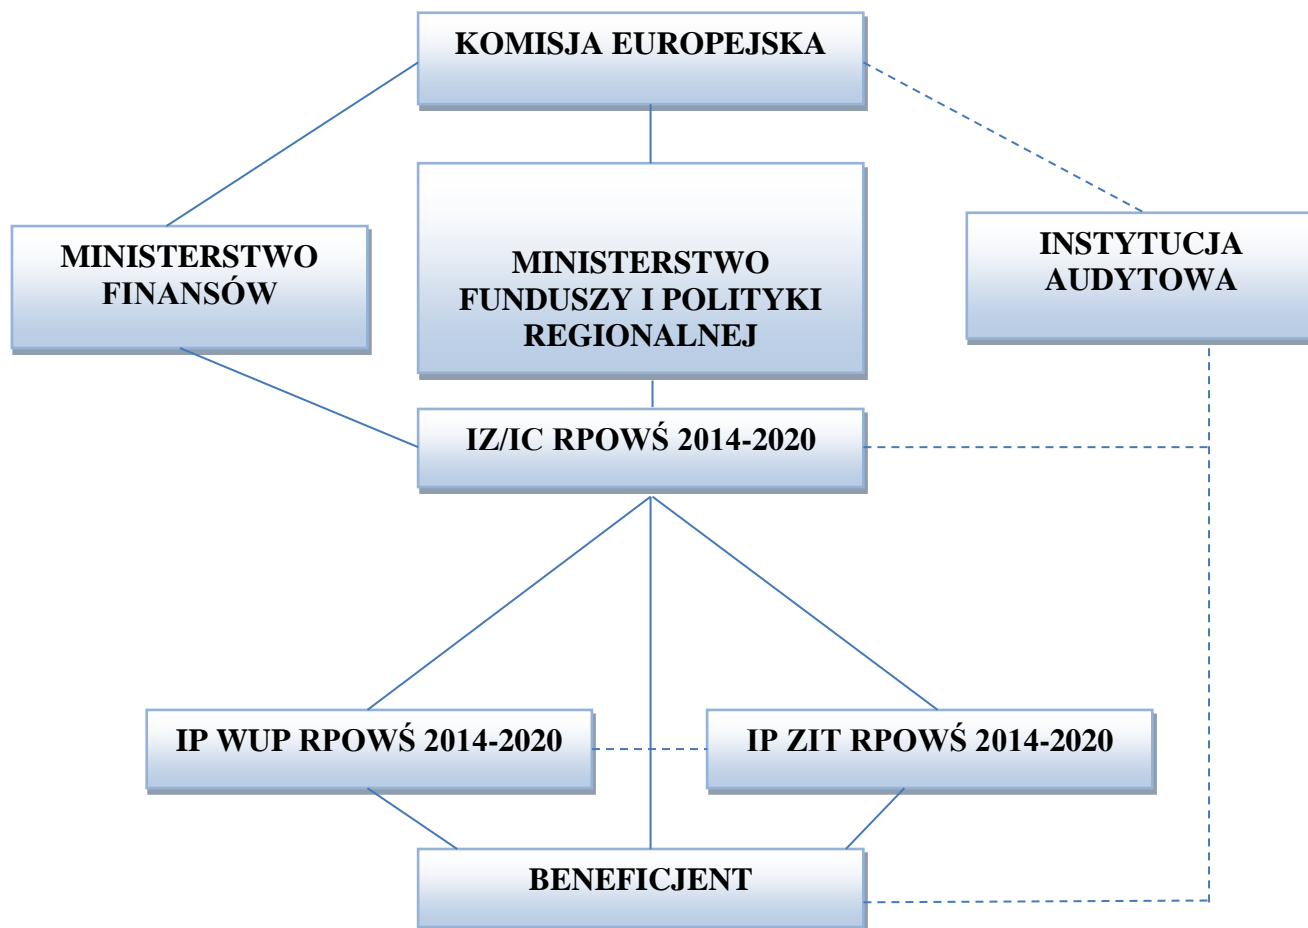 KOMISJA EUROPEJSKA
MINISTERSTWO
FINANSÓW
MINISTERSTWO
FUNDUSZY I POLITYKI
REGIONALNEJ
INSTYTUCJA
AUDYTOWA
IZ/IC RPOWŚ 2014-2020
IP WUP RPOWŚ 2014-2020
IP ZIT RPOWŚ 2014-2020
BENEFICJENT